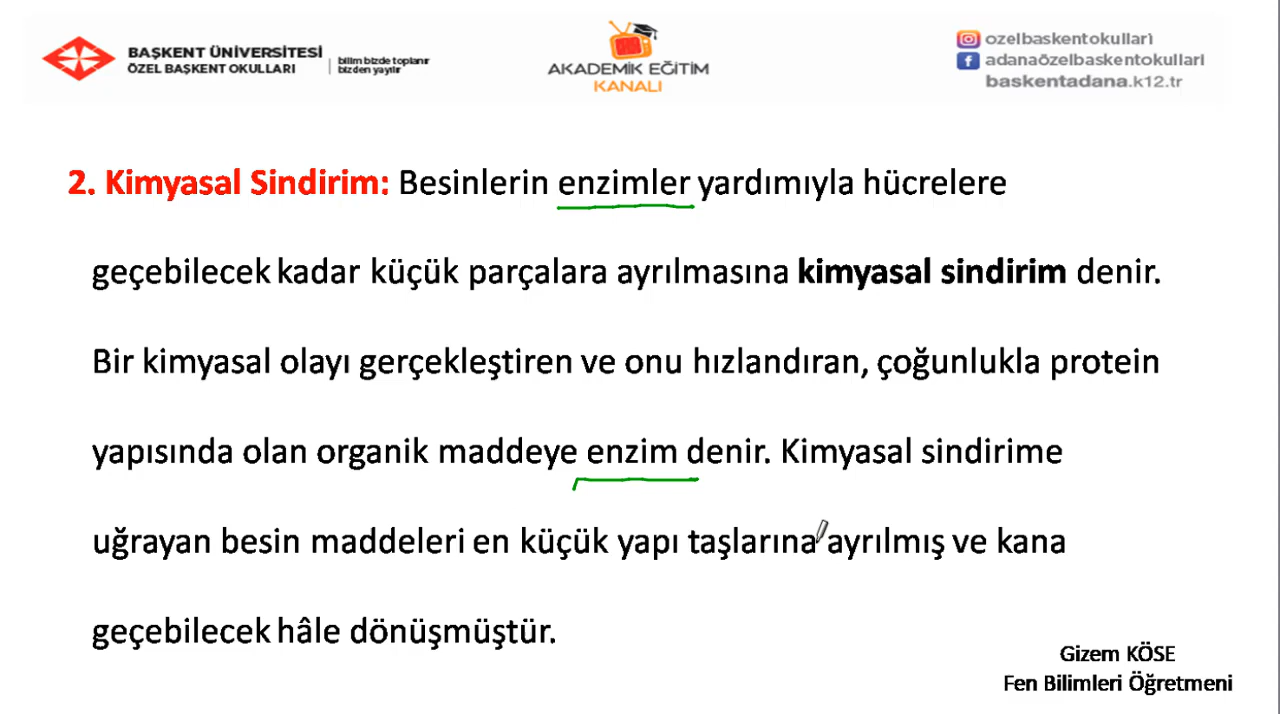 BAŞKENT ÜNİVERSİTESİ
ÖZEL BAŞKENT OKULLARI
bilim bizde toplanır
bizden yayılır
AKADEMİK EĞİTİM
KANALI
ozelbaskentokullari
adanaözelbaskentokullari
baskentadana.k12.tr
2. Kimyasal Sindirim: Besinlerin enzimler yardımıyla hücrelere
geçebilecek kadar küçük parçalara ayrılmasına kimyasal sindirim denir.
Bir kimyasal olayı gerçekleştiren ve onu hızlandıran, çoğunlukla protein
yapısında olan organik maddeye enzim denir. Kimyasal sindirime
uğrayan besin maddeleri en küçük yapı taşlarına ayrılmış ve kana
geçebilecek hâle dönüşmüştür.
Gizem KÖSE
Fen Bilimleri Öğretmeni